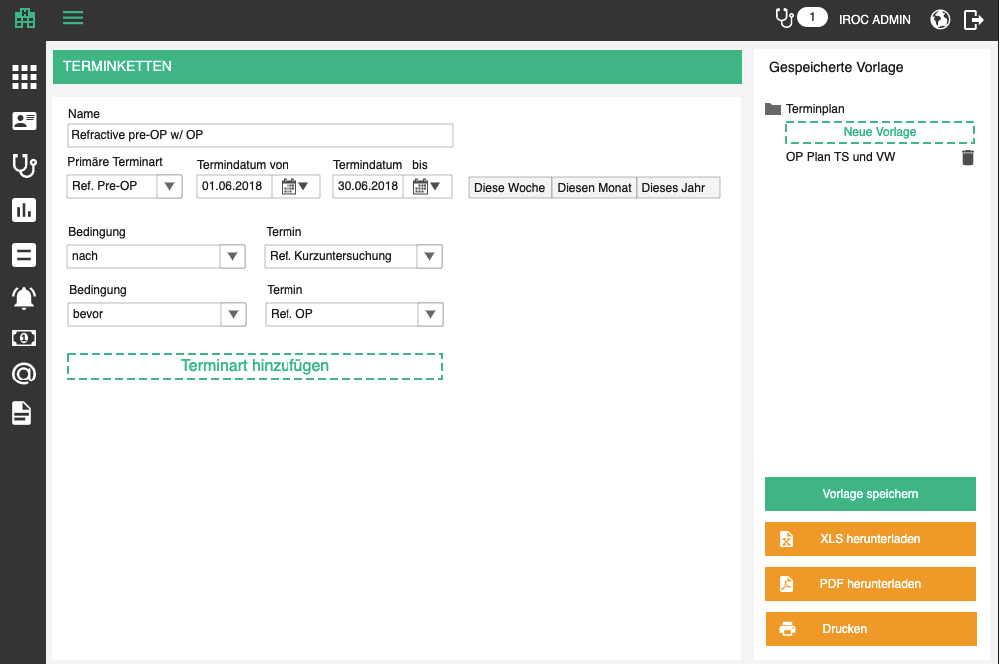 1 IROC ADMIN
TERMINKETTEN
Name
Refractive pre-OP w/ OP
Primäre Terminart Termindatum von Termindatum bis
Ref. Pre-OP 01.06.2018 30.06.2018 Diese Woche Diesen Monat Dieses Jahr
Bedingung Termin
nach Ref. Kurzuntersuchung
Bedingung Termin
bevor Ref. OP
Terminart hinzufügen
Gespeicherte Vorlage
Terminplan
Neue Vorlage
OP Plan TS und VW
Vorlage speichern
XLS herunterladen
PDF herunterladen
Drucken